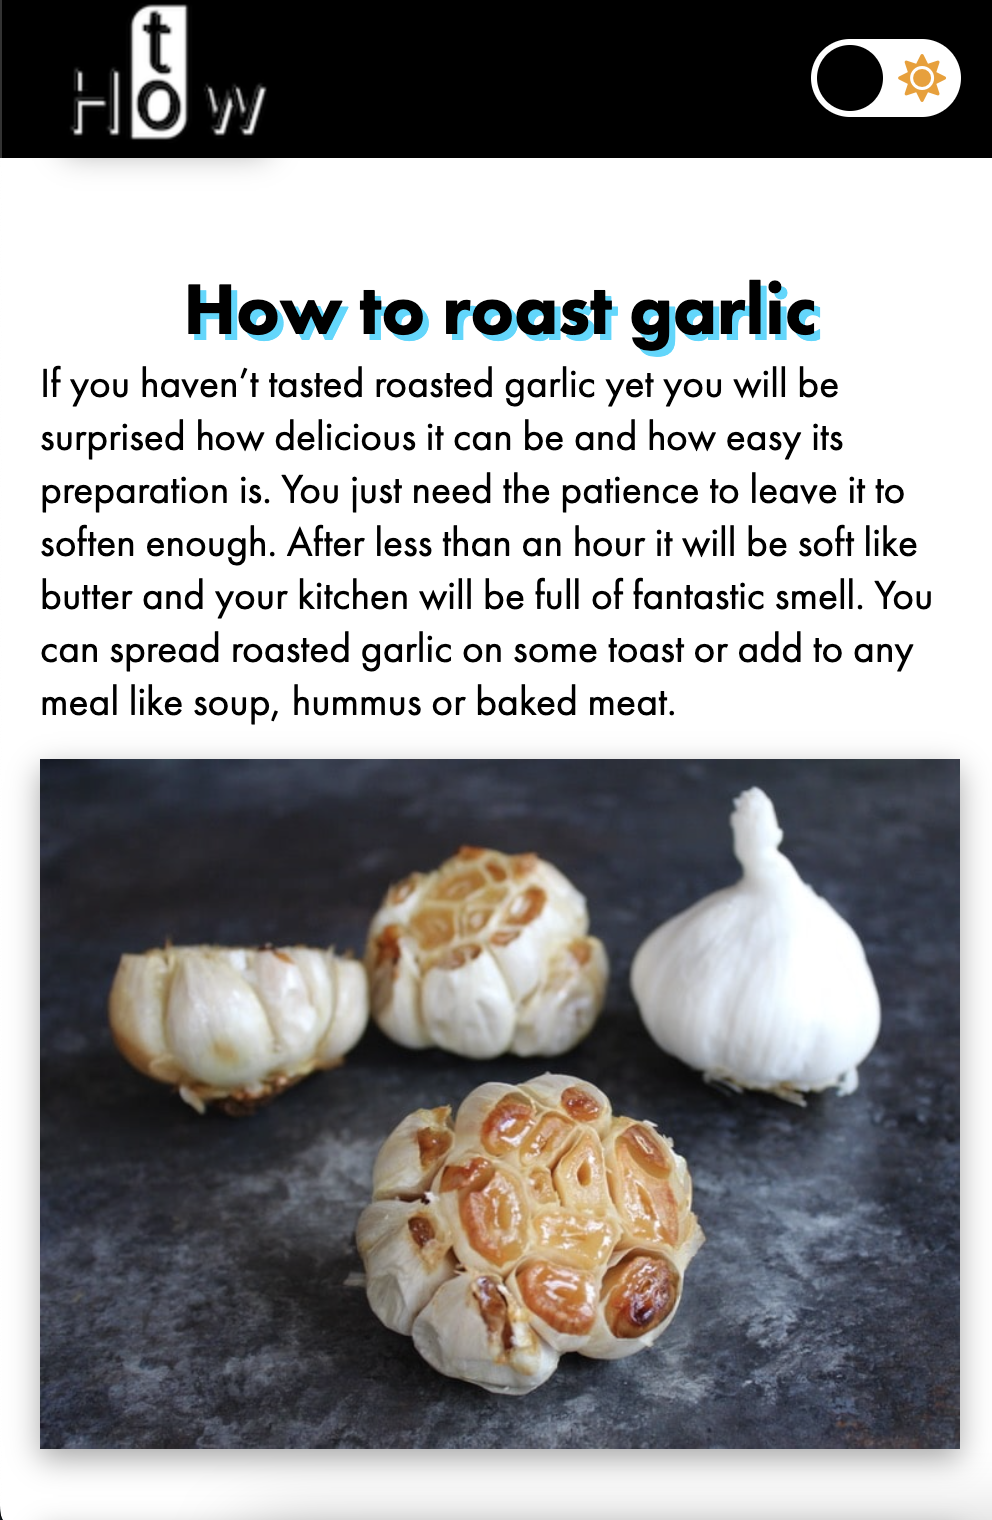 How to
How to roast garlic
If you haven’t tasted roasted garlic yet you will be
surprised how delicious it can be and how easy its
preparation is. You just need the patience to leave it to
soften enough. After less than an hour it will be soft like
butter and your kitchen will be full of fantastic smell. You
can spread roasted garlic on some toast or add to any
meal like soup, hummus or baked meat.